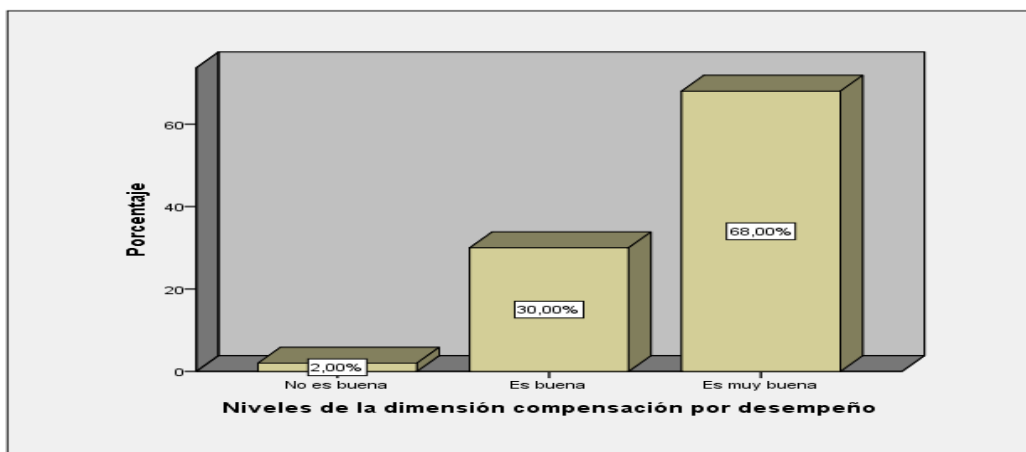 Porcentaje
60
40
20
0
68,00%
30,00%
2,00%
No es buena
Es buena
Es muy buena
Niveles de la dimensión compensación por desempeño